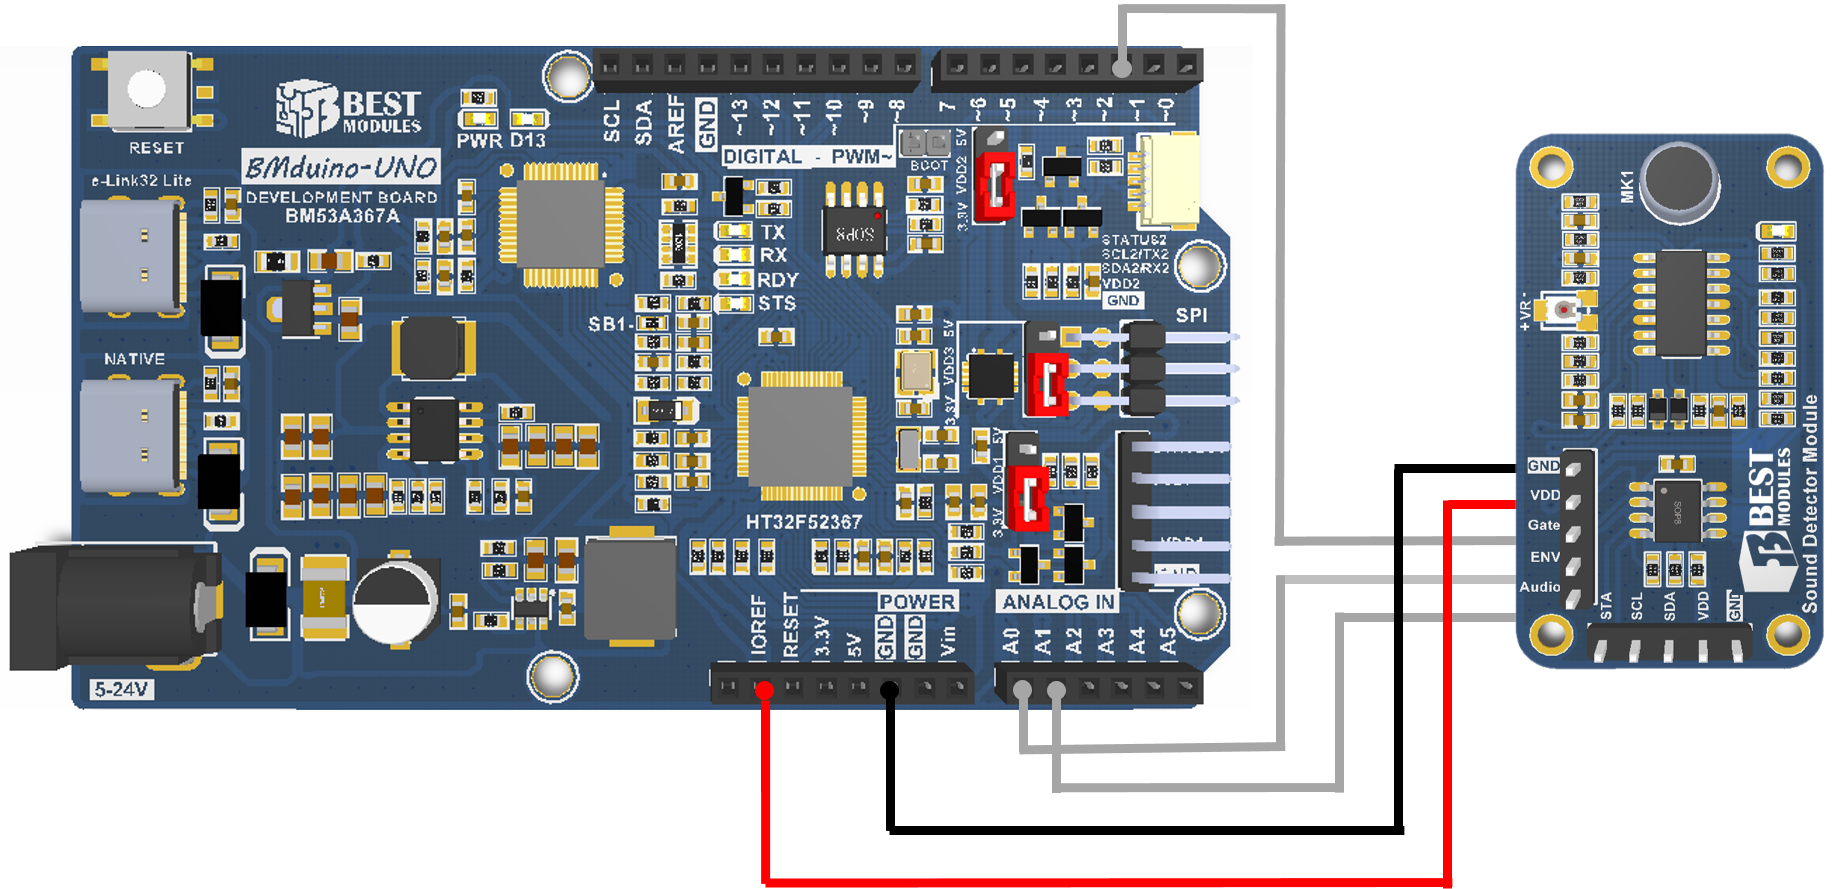 RESET
BEST
MODULES
PWR D13
SCL
SDA
AREF
GND
~13
~12
~11
~10
~9
~8
7
~6
~5
~4
~3
~2
~1
~0
DIGITAL - PWM~
BOOT
e-Link32 Lite
BMduino-UNO
DEVELOPMENT BOARD
BM53A367A
TX
RX
RDY
STS
SOP8
3.3V VDD2 5V
STATUS2
SCL2/TX2
SDA2/RX2
VDD2
GND
SPI
SB1-
NATIVE
3.3V VDD3 5V
3.3V VDD1 5V
HT32F52367
5-24V
POWER
IOREF
RESET
3.3V
5V
GND
GND
Vin
ANALOG IN
A0
A1
A2
A3
A4
A5
MK1
+VR-
GND
VDD
Gate
ENV
Audio
SOP8
STA
SCL
SDA
VDD
GND
BEST
MODULES
Sound Detector Module